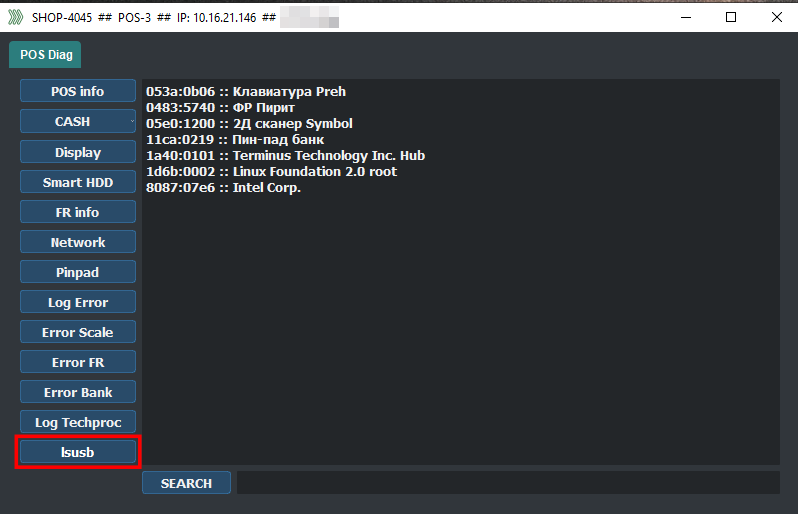 SHOP-4045 ## POS-3 ## IP: 10.16.21.146 ##
POS Diag
POS info
CASH
Display
Smart HDD
FR info
Network
Pinpad
Log Error
Error Scale
Error FR
Error Bank
Log Techproc
lsusb
053a:0b06 :: Клавиатура Preh
0483:5740 :: ФР Пирит
05e0:1200 :: 2Д сканер Symbol
11ca:0219 :: Пин-пад банк
1a40:0101 :: Terminus Technology Inc. Hub
1d6b:0002 :: Linux Foundation 2.0 root
8087:07e6 :: Intel Corp.
SEARCH